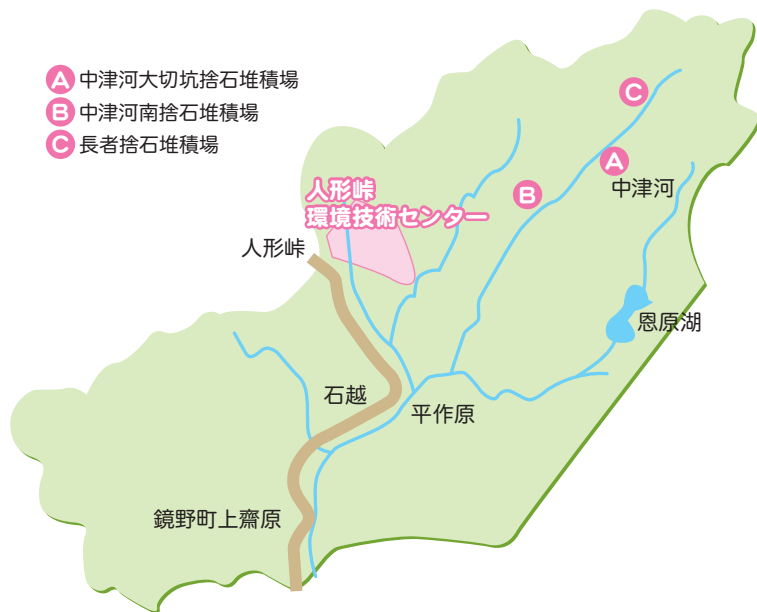 A 中津河大切坑捨石堆積場
B 中津河南捨石堆積場
C 長者捨石堆積場
C
A
中津河
B
人形峠
環境技術センター
人形峠
恩原湖
石越
平作原
鏡野町上齋原